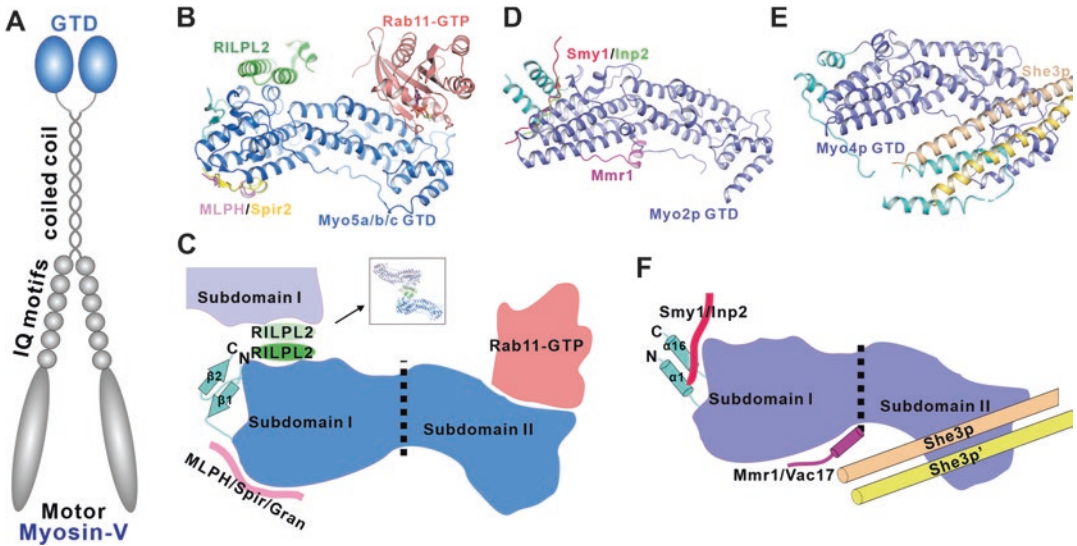 A
GTD
coiled coil
IQ motifs
Motor
Myosin-V
B
Rab11-GTP
RILPL2
MLPH/Spir2
Myo5a/b/c GTD
C
Subdomain I
RILPL2
RILPL2
C
N
β2
β1
Subdomain I
Subdomain II
Rab11-GTP
MLPH/Spir/Gran
D
Smy1/Inp2
Mmr1
Myo2p GTD
E
She3p
Myo4p GTD
F
Smy1/Inp2
C
α16
N
α1
Subdomain I
Subdomain II
She3p
She3p'
Mmr1/Vac17